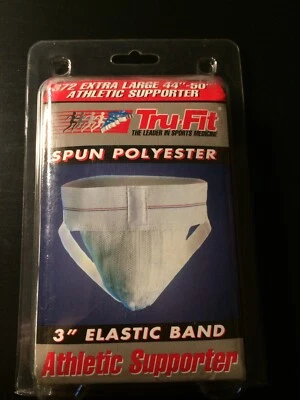 872 EXTRA LARGE 44"-50"
ATHLETIC SUPPORTER
Tru Fit
THE LEADER IN SPORTS MEDICINE
SPUN POLYESTER
3" ELASTIC BAND
Athletic Supporter